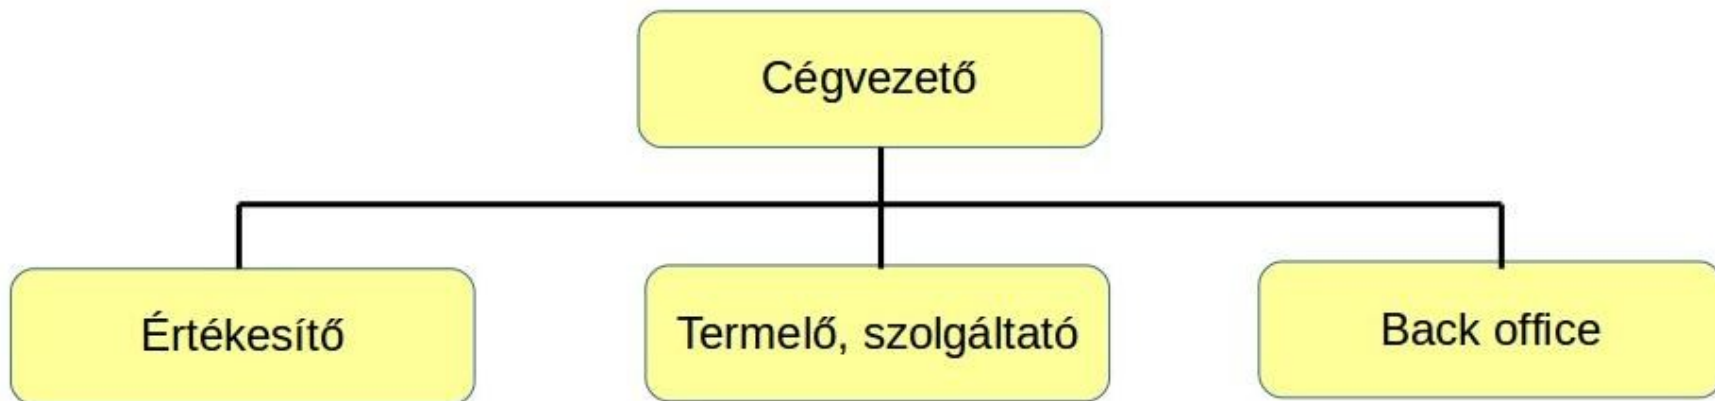 Cégvezető
Értékesítő
Termelő, szolgáltató
Back office